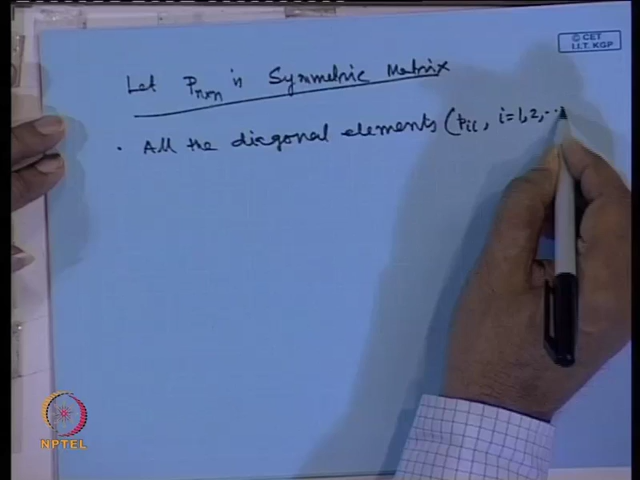 © CET
I.I.T. KGP
Let Pnxn is Symmetric Matrix
· All the diagonal elements (Pii, i=1,2,...
NPTEL